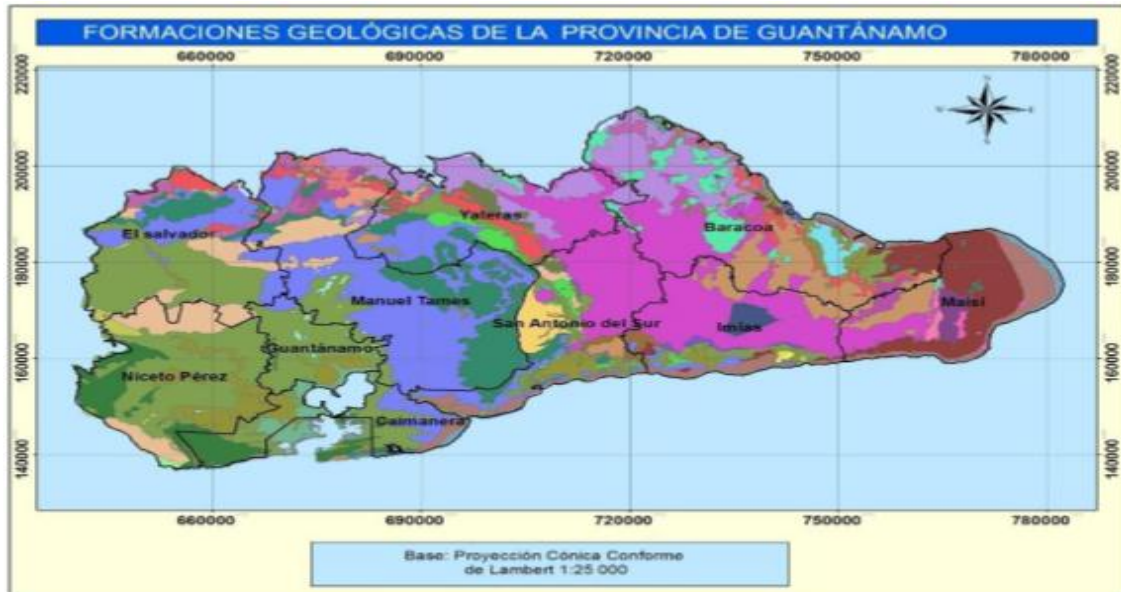 FORMACIONES GEOLÓGICAS DE LA PROVINCIA DE GUANTÁNAMO
660000 690000 720000 750000 780000
220000 220000
200000 200000
180000 180000
160000 160000
140000 140000
Yateras
El salvador
Baracoa
Manuel Tames
Maisí
San Antonio del Sur
Imías
Guantánamo
Niceto Pérez
Caimanera
660000 690000 720000 750000 780000
Base: Proyección Cónica Conforme
de Lambert 1:25 000